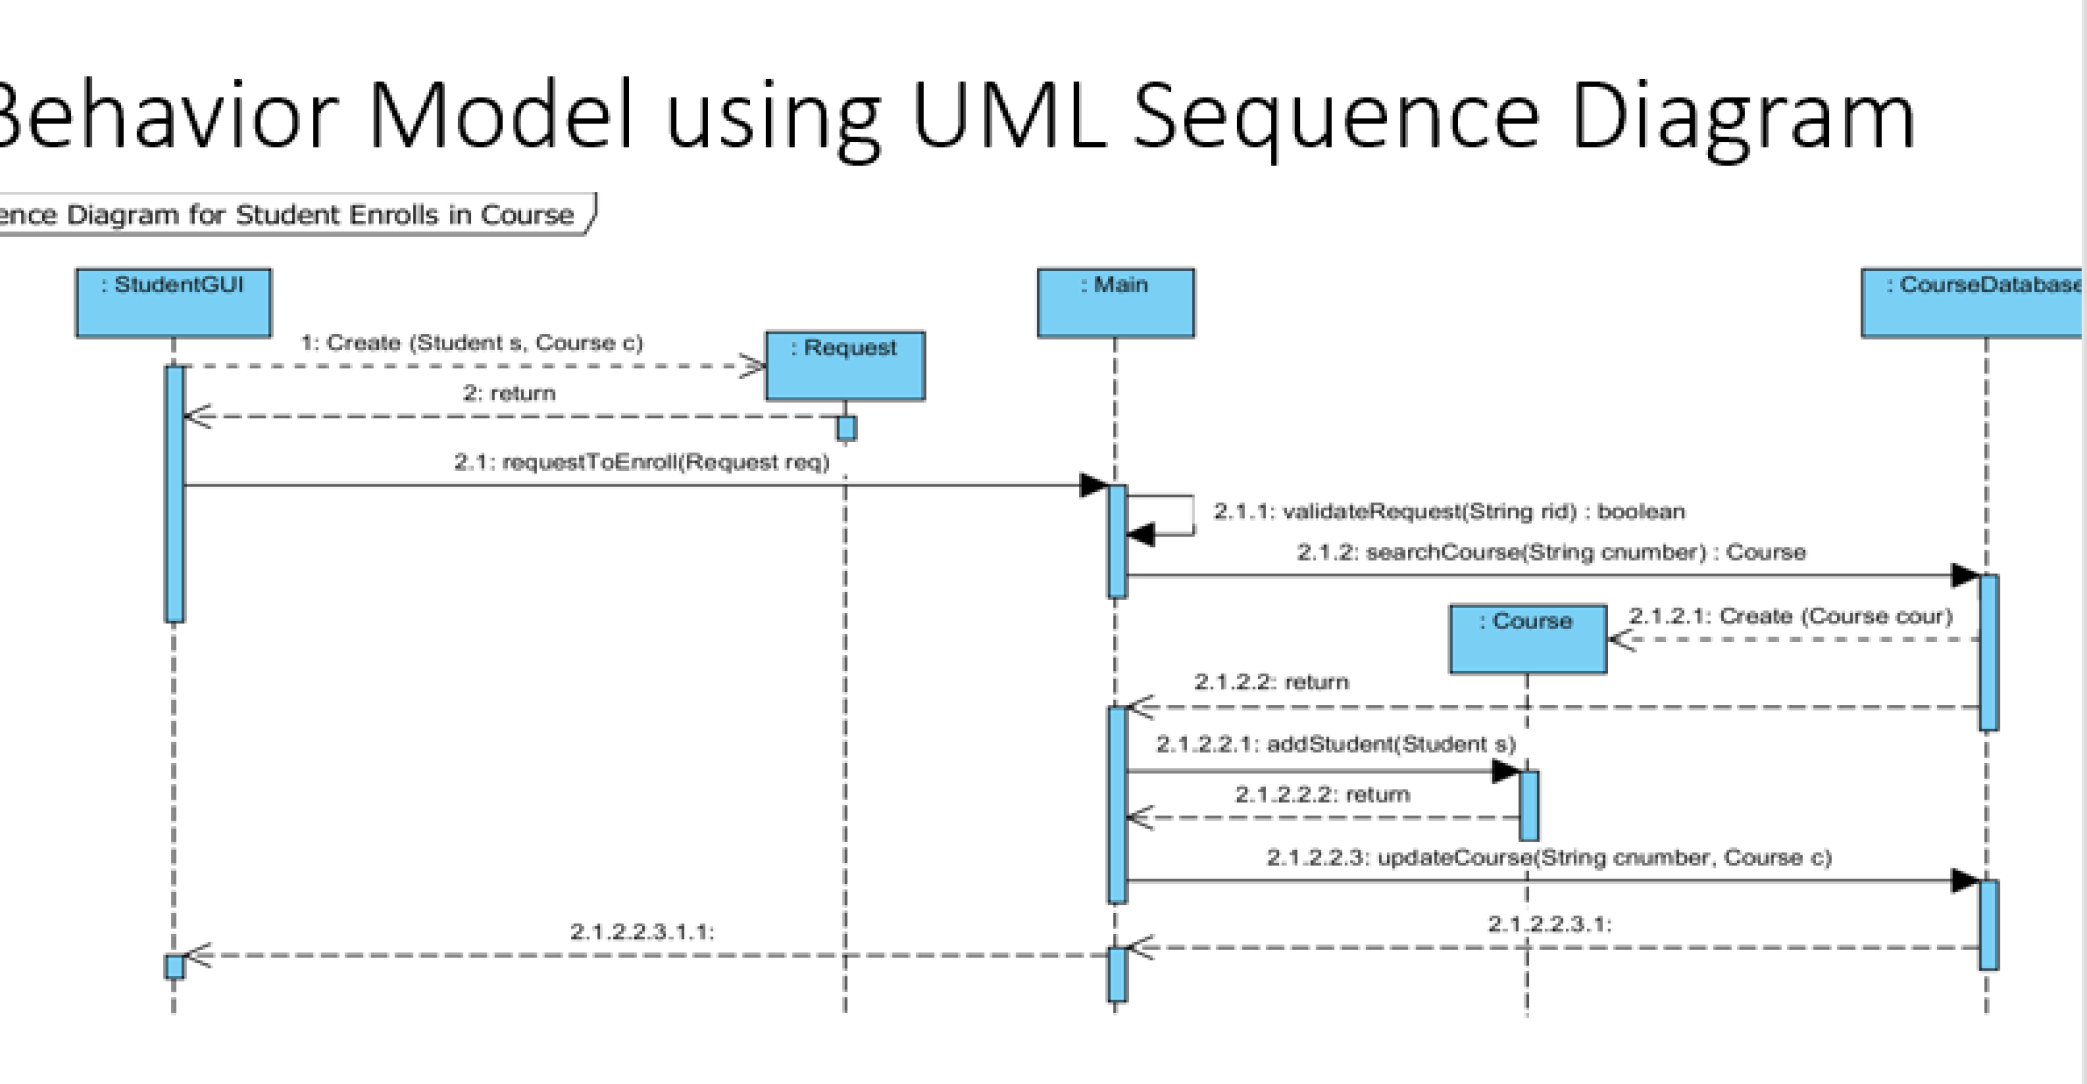 Behavior Model using UML Sequence Diagram
ence Diagram for Student Enrolls in Course
: StudentGUI
: Main
: CourseDatabase
1: Create (Student s, Course c)
: Request
2: return
2.1: requestToEnroll(Request req)
2.1.1: validateRequest(String rid) : boolean
2.1.2: searchCourse(String cnumber) : Course
: Course
2.1.2.1: Create (Course cour)
2.1.2.2: return
2.1.2.2.1: addStudent(Student s)
2.1.2.2.2: return
2.1.2.2.3: updateCourse(String cnumber, Course c)
2.1.2.2.3.1:
2.1.2.2.3.1.1: